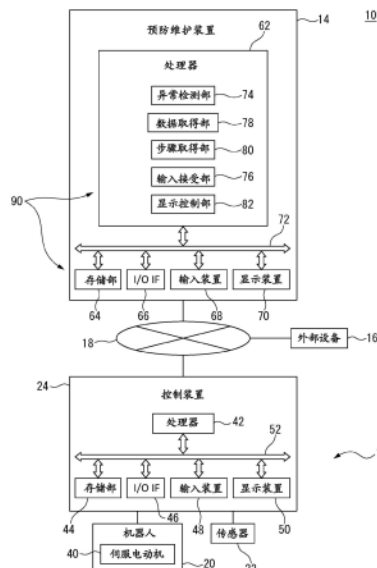 10
62
14
预防维护装置
处理器
异常检测部
74
数据取得部
78
步骤取得部
80
输入接受部
76
显示控制部
82
90
72
存储部
I/O IF
输入装置
显示装置
64
66
68
70
18
外部设备
16
24
控制装置
处理器
42
52
存储部
I/O IF
输入装置
显示装置
44
46
48
50
机器人
传感器
40
伺服电动机
20